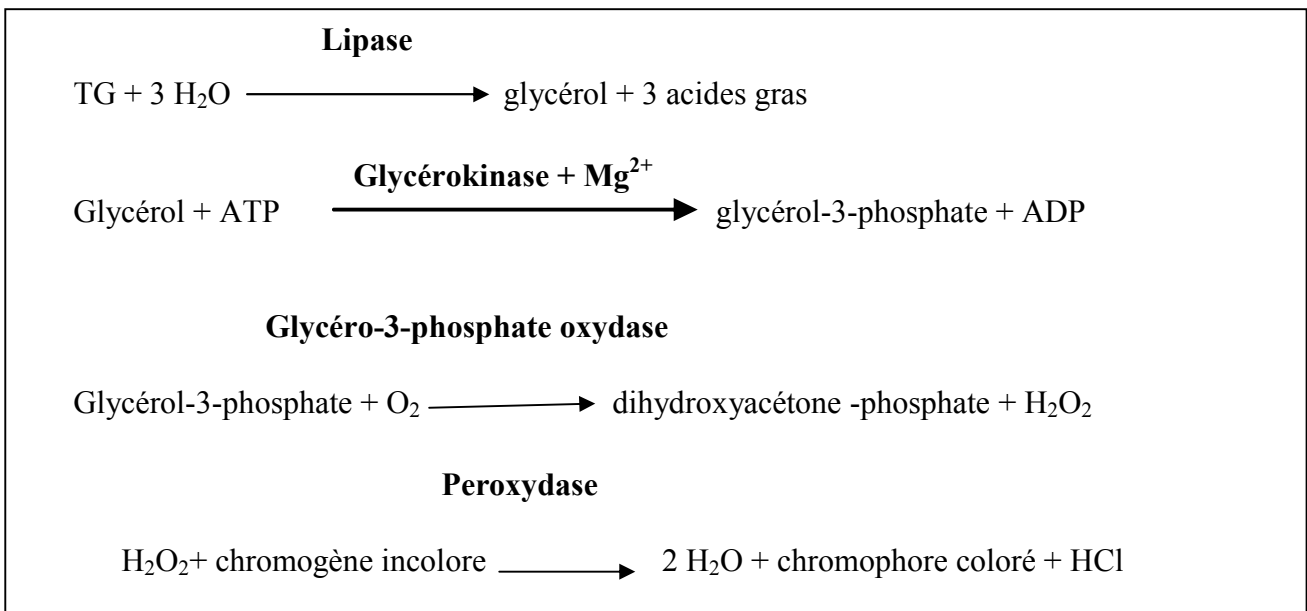 Lipase
TG + 3 H₂O glycérol + 3 acides gras
Glycérokinase + Mg²⁺
Glycérol + ATP glycérol-3-phosphate + ADP
Glycéro-3-phosphate oxydase
Glycérol-3-phosphate + O₂ dihydroxyacétone -phosphate + H₂O₂
Peroxydase
H₂O₂+ chromogène incolore 2 H₂O + chromophore coloré + HCl